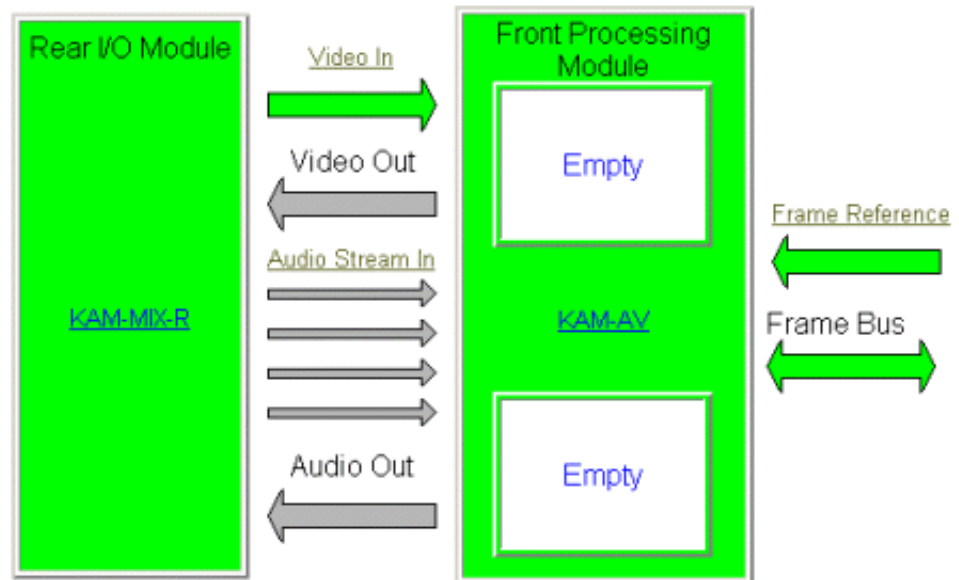 Rear I/O Module
KAM-MIX-R
Video In
Video Out
Audio Stream In
Audio Out
Front Processing
Module
Empty
KAM-AV
Empty
Frame Reference
Frame Bus